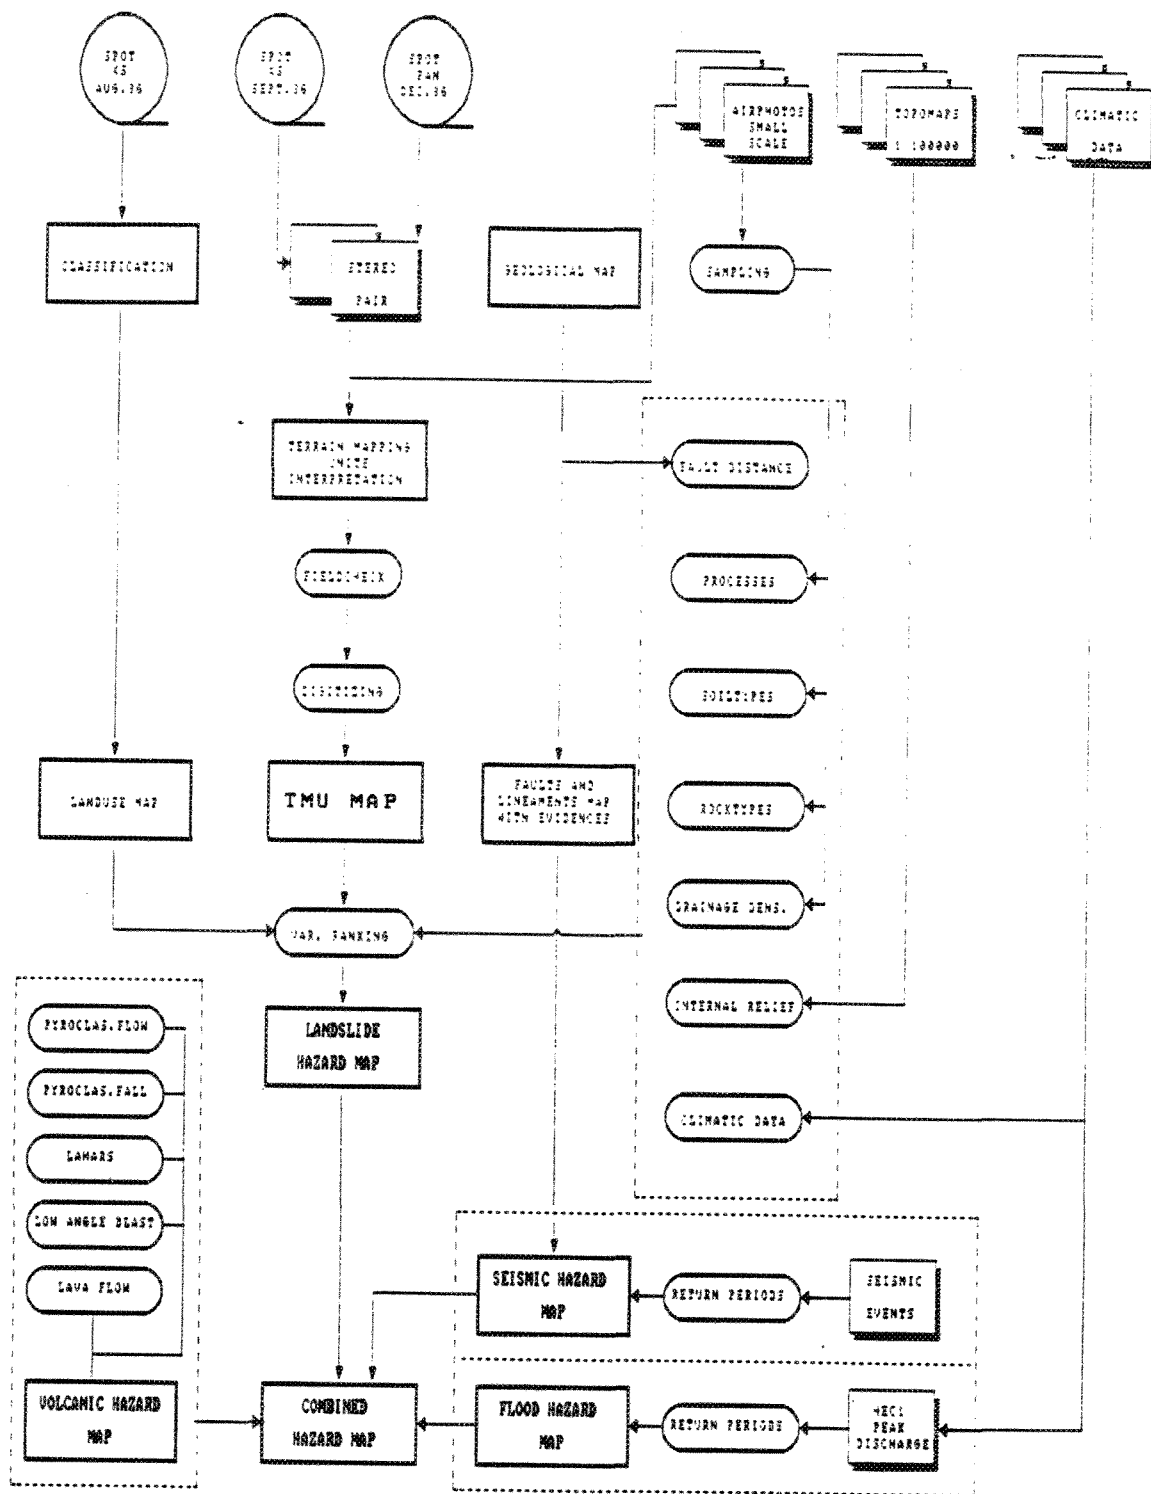 SPOT
XS
AUG.86
SPOT
XS
SEPT.86
SPOT
PAN
DEC.86
AIRPHOTOS
SMALL
SCALE
TOPOMAPS
1 100000
CLIMATIC
DATA
CLASSIFICATION
STEREO
PAIR
GEOLOGICAL MAP
SAMPLING
TERRAIN MAPPING
UNITS
INTERPRETATION
FAULT DISTANCE
FIELDCHECK
PROCESSES
DIGITIZING
SOILTYPES
LANDUSE MAP
TMU MAP
FAULTS AND
LINEAMENTS MAP
WITH EVIDENCES
ROCKTYPES
DRAINAGE DENS.
VAR. RANKING
INTERNAL RELIEF
PYROCLAS.FLOW
LANDSLIDE
HAZARD MAP
PYROCLAS.FALL
CLIMATIC DATA
LAHARS
LOW ANGLE BLAST
LAVA FLOW
SEISMIC HAZARD
MAP
RETURN PERIODS
SEISMIC
EVENTS
VOLCANIC HAZARD
MAP
COMBINED
HAZARD MAP
FLOOD HAZARD
MAP
RETURN PERIODS
HEC1
PEAK
DISCHARGE